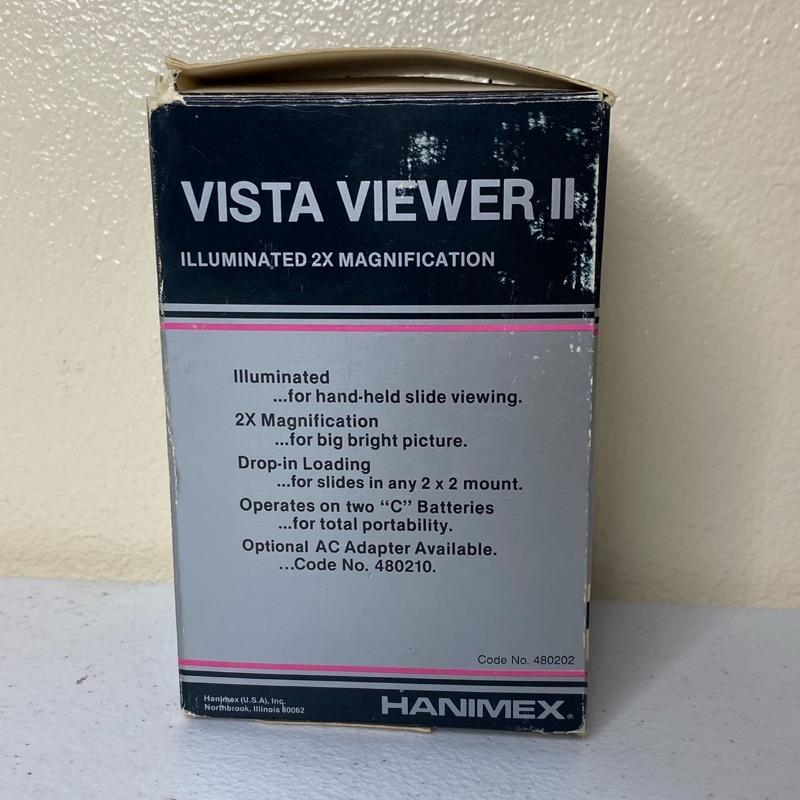 VISTA VIEWER II
ILLUMINATED 2X MAGNIFICATION
Illuminated
...for hand-held slide viewing.
2X Magnification
...for big bright picture.
Drop-in Loading
...for slides in any 2 x 2 mount.
Operates on two “C” Batteries
...for total portability.
Optional AC Adapter Available.
...Code No. 480210.
Code No. 480202
Hanimex (U.S.A), Inc.
Northbrook, Illinois 60062
HANIMEX®